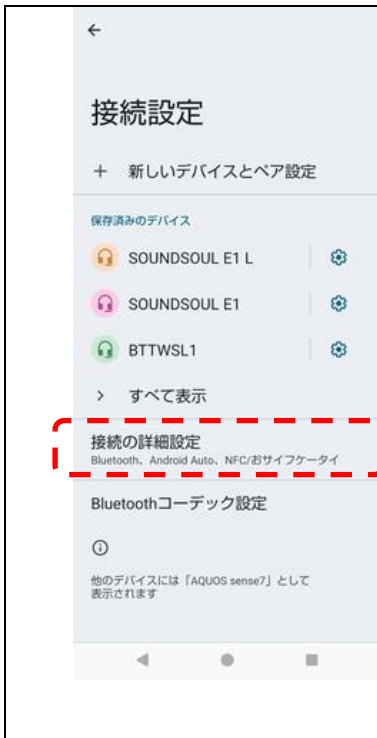 接続設定
+ 新しいデバイスとペア設定
保存済みのデバイス
SOUNDSOUL E1 L
SOUNDSOUL E1
BTTWSL1
> すべて表示
接続の詳細設定
Bluetooth、Android Auto、NFC/おサイフケータイ
Bluetoothコーデック設定
他のデバイスには「AQUOS sense7」として
表示されます